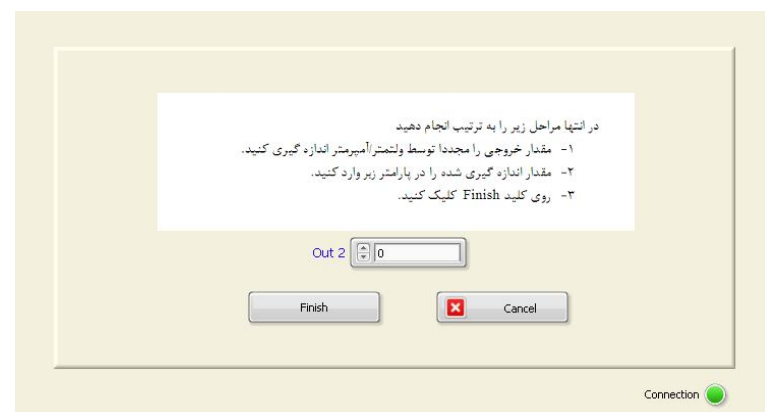 در انتها مراحل زیر را به ترتیب انجام دهید
۱- مقدار خروجی را مجددا توسط ولتمتر/آمپرمتر اندازه گیری کنید.
۲- مقدار اندازه گیری شده را در پارامتر زیر وارد کنید.
۳- روی کلید Finish کلیک کنید.
Out 2 0
Finish Cancel
Connection